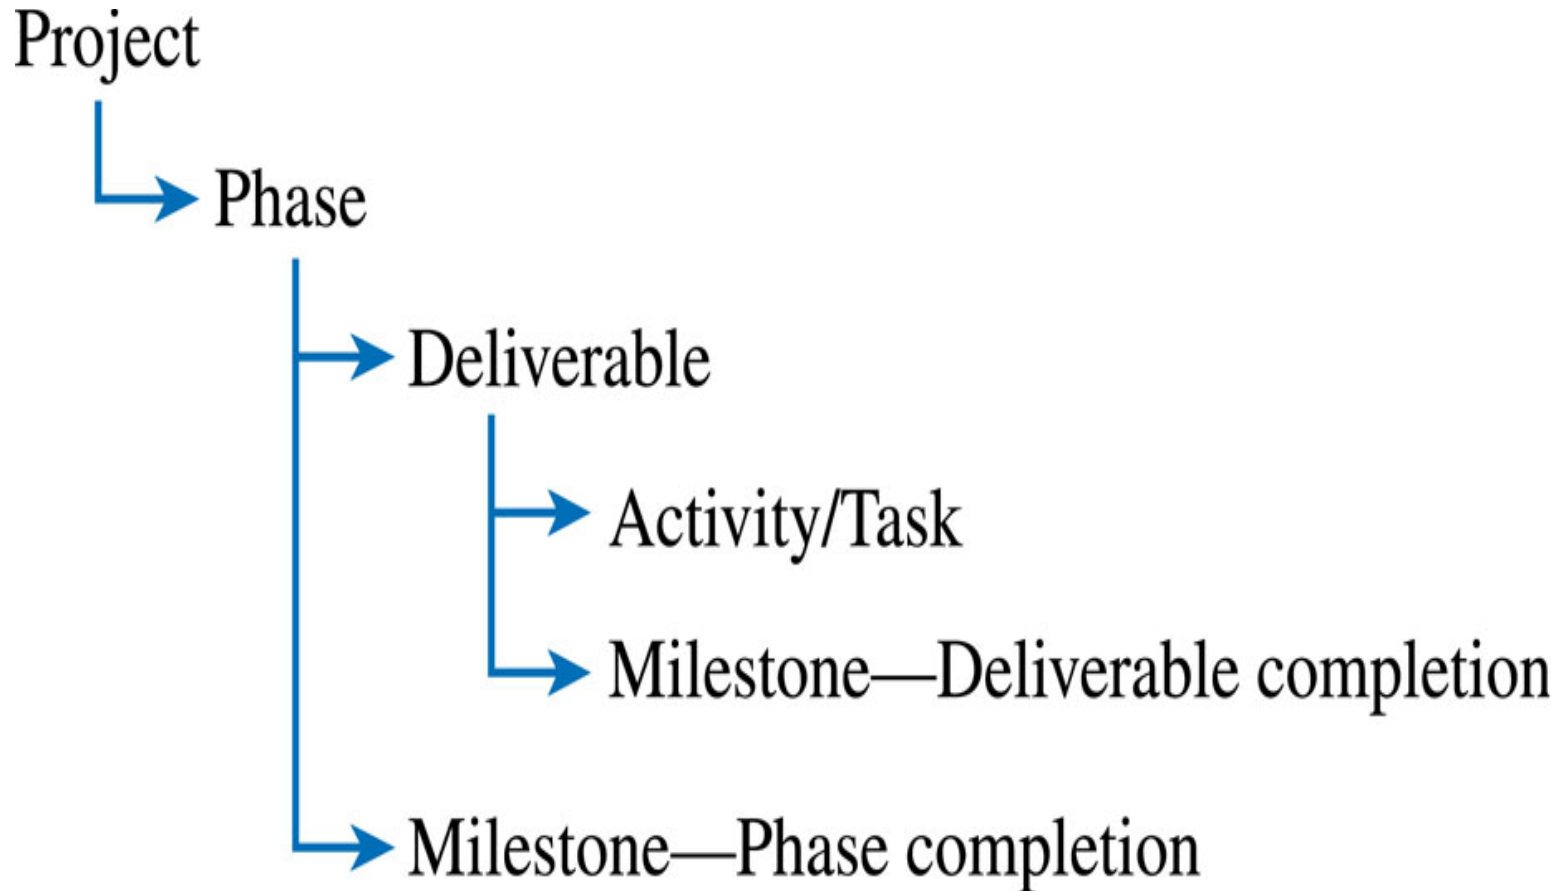 Project
Phase
Deliverable
Activity/Task
Milestone—Deliverable completion
Milestone—Phase completion